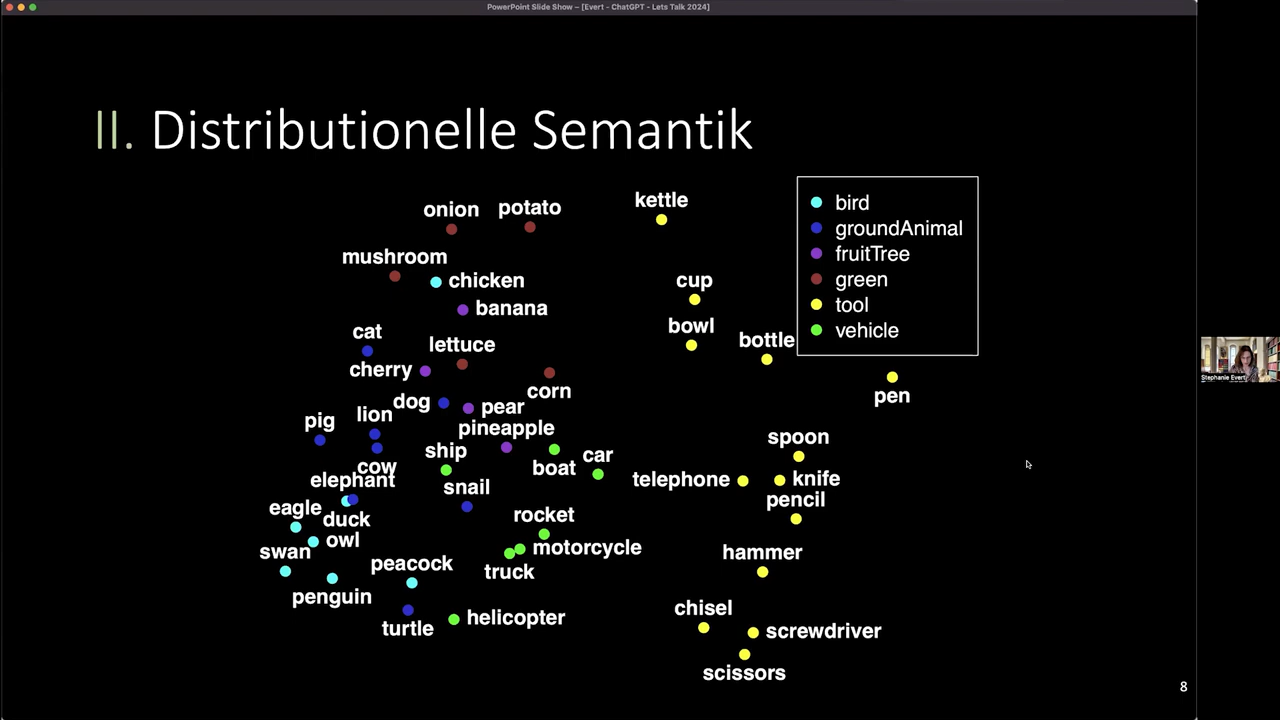 PowerPoint Slide Show – [Evert - ChatGPT - Lets Talk 2024]
II. Distributionelle Semantik
kettle
onion
potato
bird
groundAnimal
fruitTree
green
tool
vehicle
mushroom
chicken
cup
banana
bowl
cat
lettuce
bottle
cherry
corn
pen
dog
pear
lion
pig
pineapple
spoon
ship
car
cow
boat
telephone
knife
elephant
snail
pencil
eagle
duck
rocket
owl
motorcycle
swan
hammer
peacock
truck
penguin
chisel
helicopter
turtle
screwdriver
scissors
8
Stephanie Evert